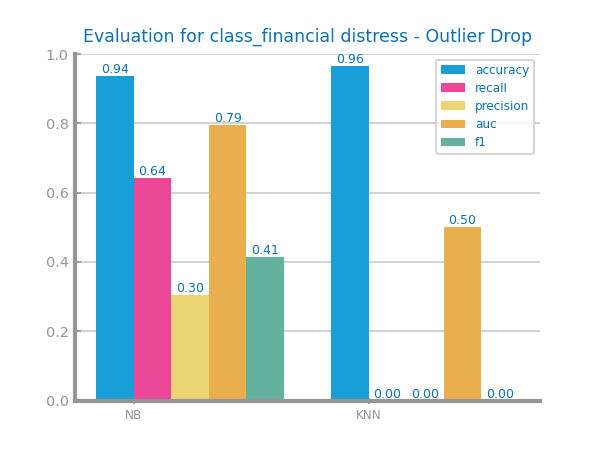 Evaluation for class_financial distress - Outlier Drop
1.0
0.8
0.6
0.4
0.2
0.0
0.94
0.64
0.30
0.79
0.41
0.96
0.00
0.00
0.50
0.00
accuracy
recall
precision
auc
f1
NB
KNN